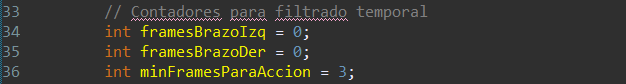 33 // Contadores para filtrado temporal
34 int framesBrazoIzq = 0;
35 int framesBrazoDer = 0;
36 int minFramesParaAccion = 3;